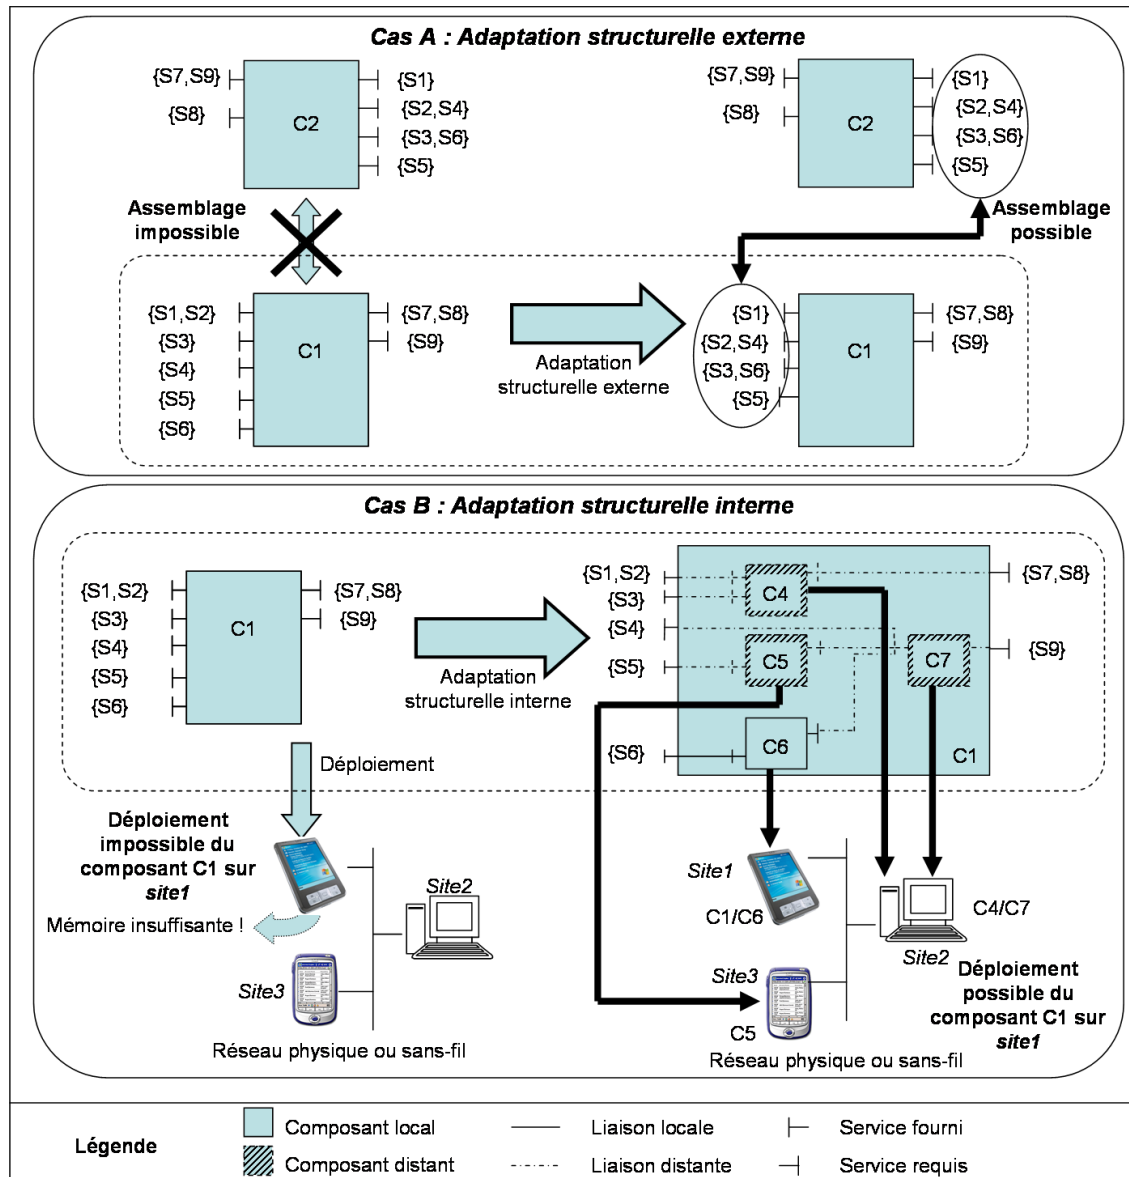 Cas A : Adaptation structurelle externe
{S7,S9}
{S8}
C2
{S1}
{S2,S4}
{S3,S6}
{S5}
{S7,S9}
{S8}
C2
{S1}
{S2,S4}
{S3,S6}
{S5}
Assemblage
impossible
Assemblage
possible
{S1,S2}
{S3}
{S4}
{S5}
{S6}
C1
{S7,S8}
{S9}
Adaptation
structurelle externe
{S1}
{S2,S4}
{S3,S6}
{S5}
C1
{S7,S8}
{S9}
Cas B : Adaptation structurelle interne
{S1,S2}
{S3}
{S4}
{S5}
{S6}
C1
{S7,S8}
{S9}
Adaptation
structurelle interne
{S1,S2}
{S3}
{S4}
{S5}
{S6}
C4
C5
C7
C6
C1
{S7,S8}
{S9}
Déploiement
Déploiement
impossible du
composant C1 sur
site1
Mémoire insuffisante !
Site2
Site3
Réseau physique ou sans-fil
Site1
C1/C6
C4/C7
Site2
Site3
C5
Déploiement
possible du
composant C1 sur
site1
Réseau physique ou sans-fil
Légende
Composant local
Liaison locale
Service fourni
Composant distant
Liaison distante
Service requis